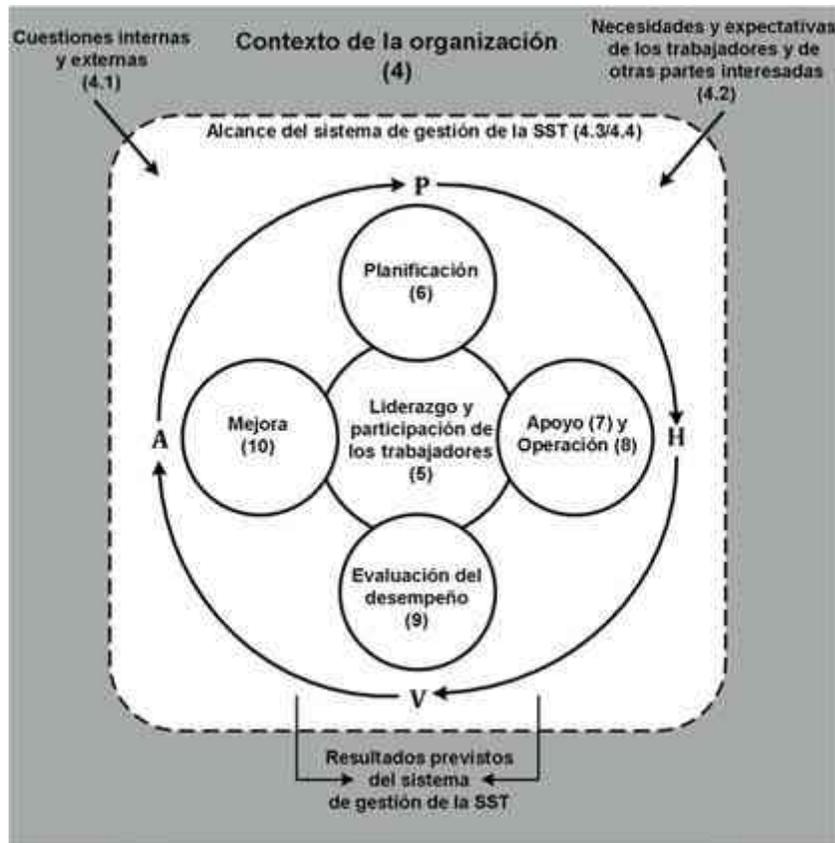 Cuestiones internas
y externas
(4.1)
Contexto de la organización
(4)
Necesidades y expectativas
de los trabajadores y de
otras partes interesadas
(4.2)
Alcance del sistema de gestión de la SST (4.3/4.4)
P
Planificación
(6)
A
Mejora
(10)
Liderazgo y
participación de
los trabajadores
(5)
Apoyo (7) y
Operación (8)
H
Evaluación del
desempeño
(9)
V
Resultados previstos
del sistema
de gestión de la SST